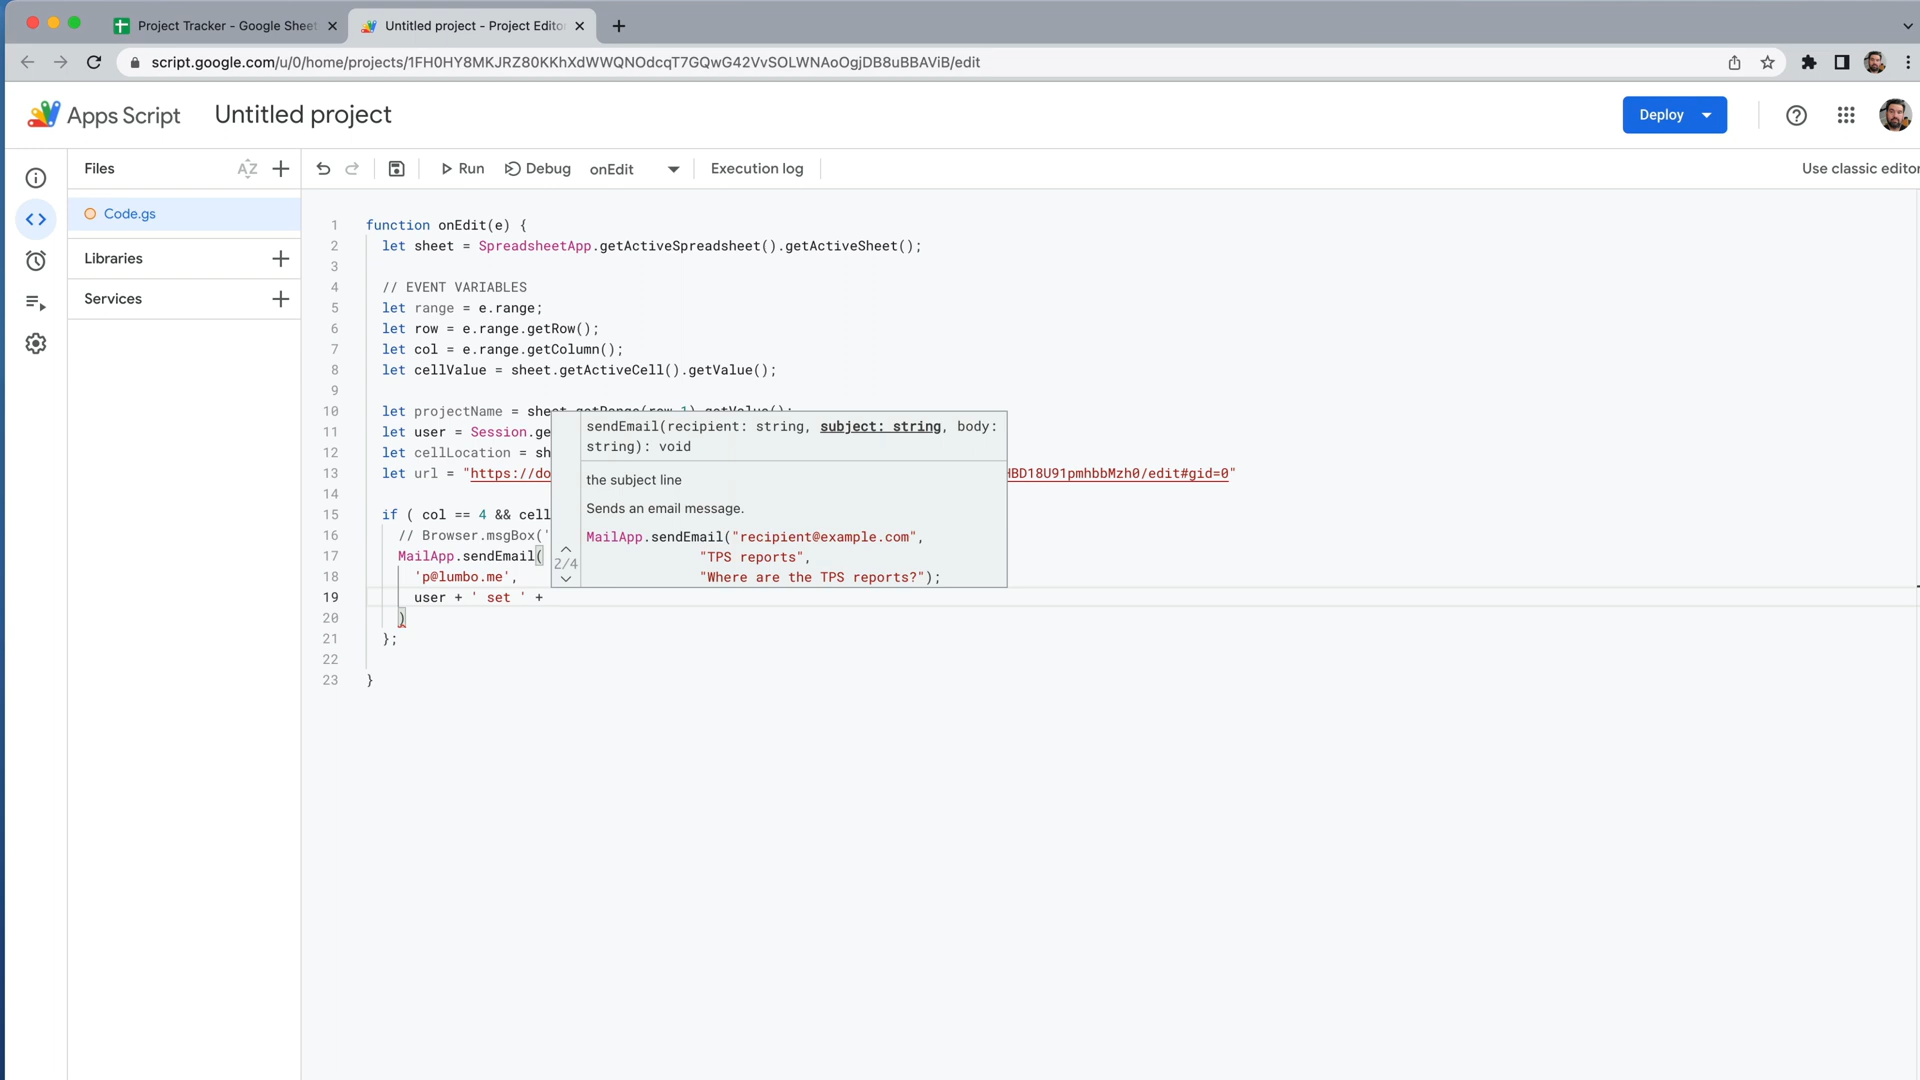 Project Tracker - Google Sheet
Untitled project - Project Editor
script.google.com/u/0/home/projects/1FH0HY8MKJRZ80KKhXdWWQNOdcqT7GQwG42VvSOLWNAoOgjDB8uBBAViB/edit
Apps Script
Untitled project
Deploy
Files
AZ
Run
Debug
onEdit
Execution log
Use classic editor
Code.gs
Libraries
Services
1 function onEdit(e) {
2 let sheet = SpreadsheetApp.getActiveSpreadsheet().getActiveSheet();
3
4 // EVENT VARIABLES
5 let range = e.range;
6 let row = e.range.getRow();
7 let col = e.range.getColumn();
8 let cellValue = sheet.getActiveCell().getValue();
9
10 let projectName = sheet.getRange(row,1).getValue();
11 let user = Session.ge
12 let cellLocation = sh
13 let url = "https://do HBD18U91pmhbbMzh0/edit#gid=0"
14
15 if ( col == 4 && cell
16 // Browser.msgBox('
17 MailApp.sendEmail(
18 'p@lumbo.me',
19 user + ' set ' +
20 )
21 };
22
23 }
sendEmail(recipient: string, subject: string, body:
string): void
the subject line
Sends an email message.
MailApp.sendEmail("recipient@example.com",
"TPS reports",
"Where are the TPS reports?");
2/4